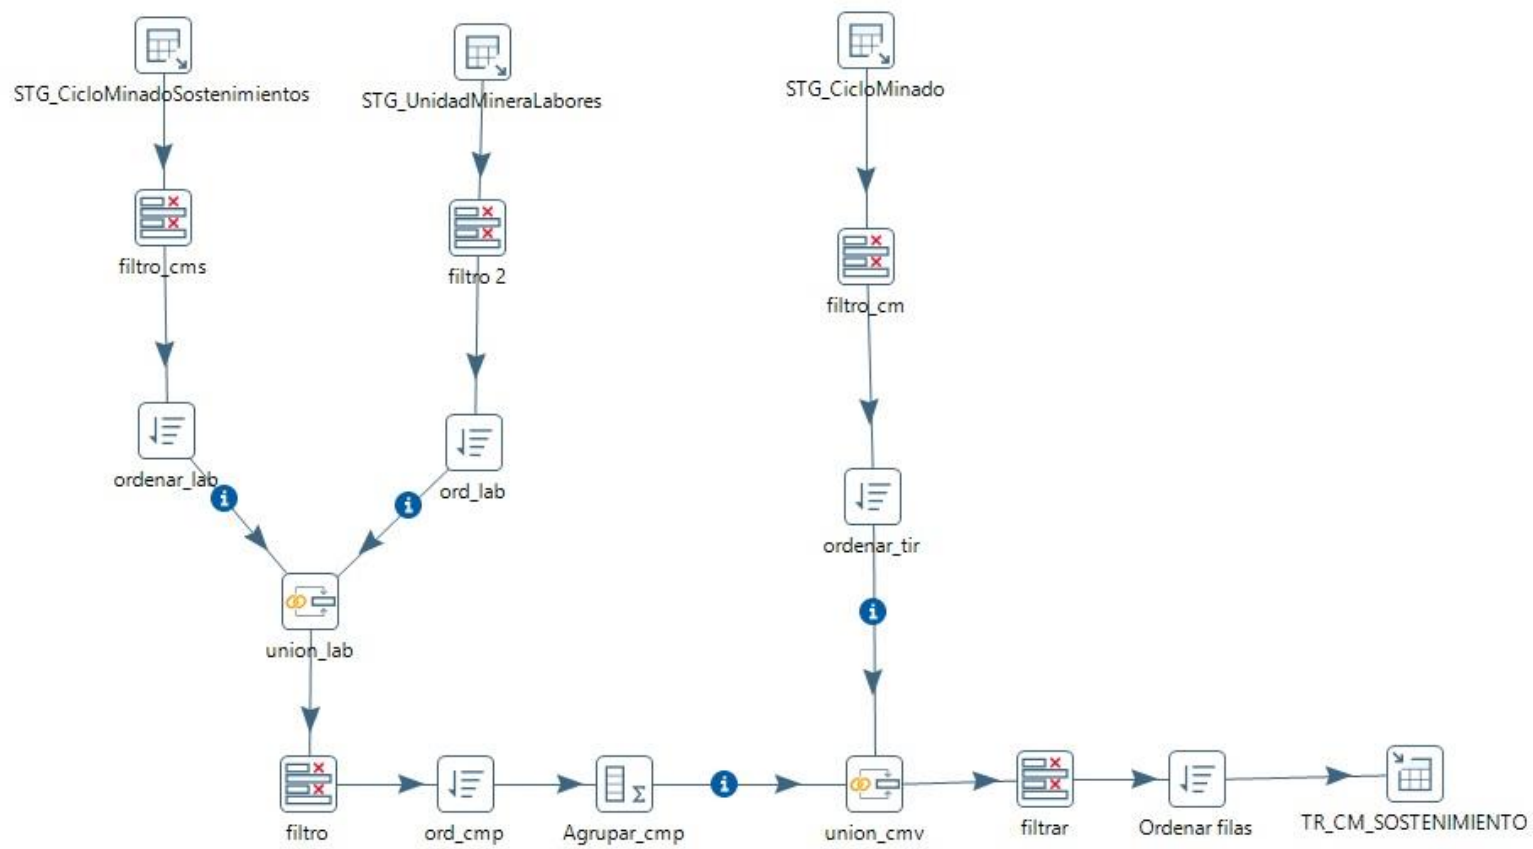 STG_CicloMinadoSostenimientos
STG_UnidadMineraLabores
STG_CicloMinado
filtro_cms
filtro 2
filtro_cm
ordenar_lab
ord_lab
ordenar_tir
union_lab
filtro
ord_cmp
Agrupar_cmp
union_cmv
filtrar
Ordenar filas
TR_CM_SOSTENIMIENTO